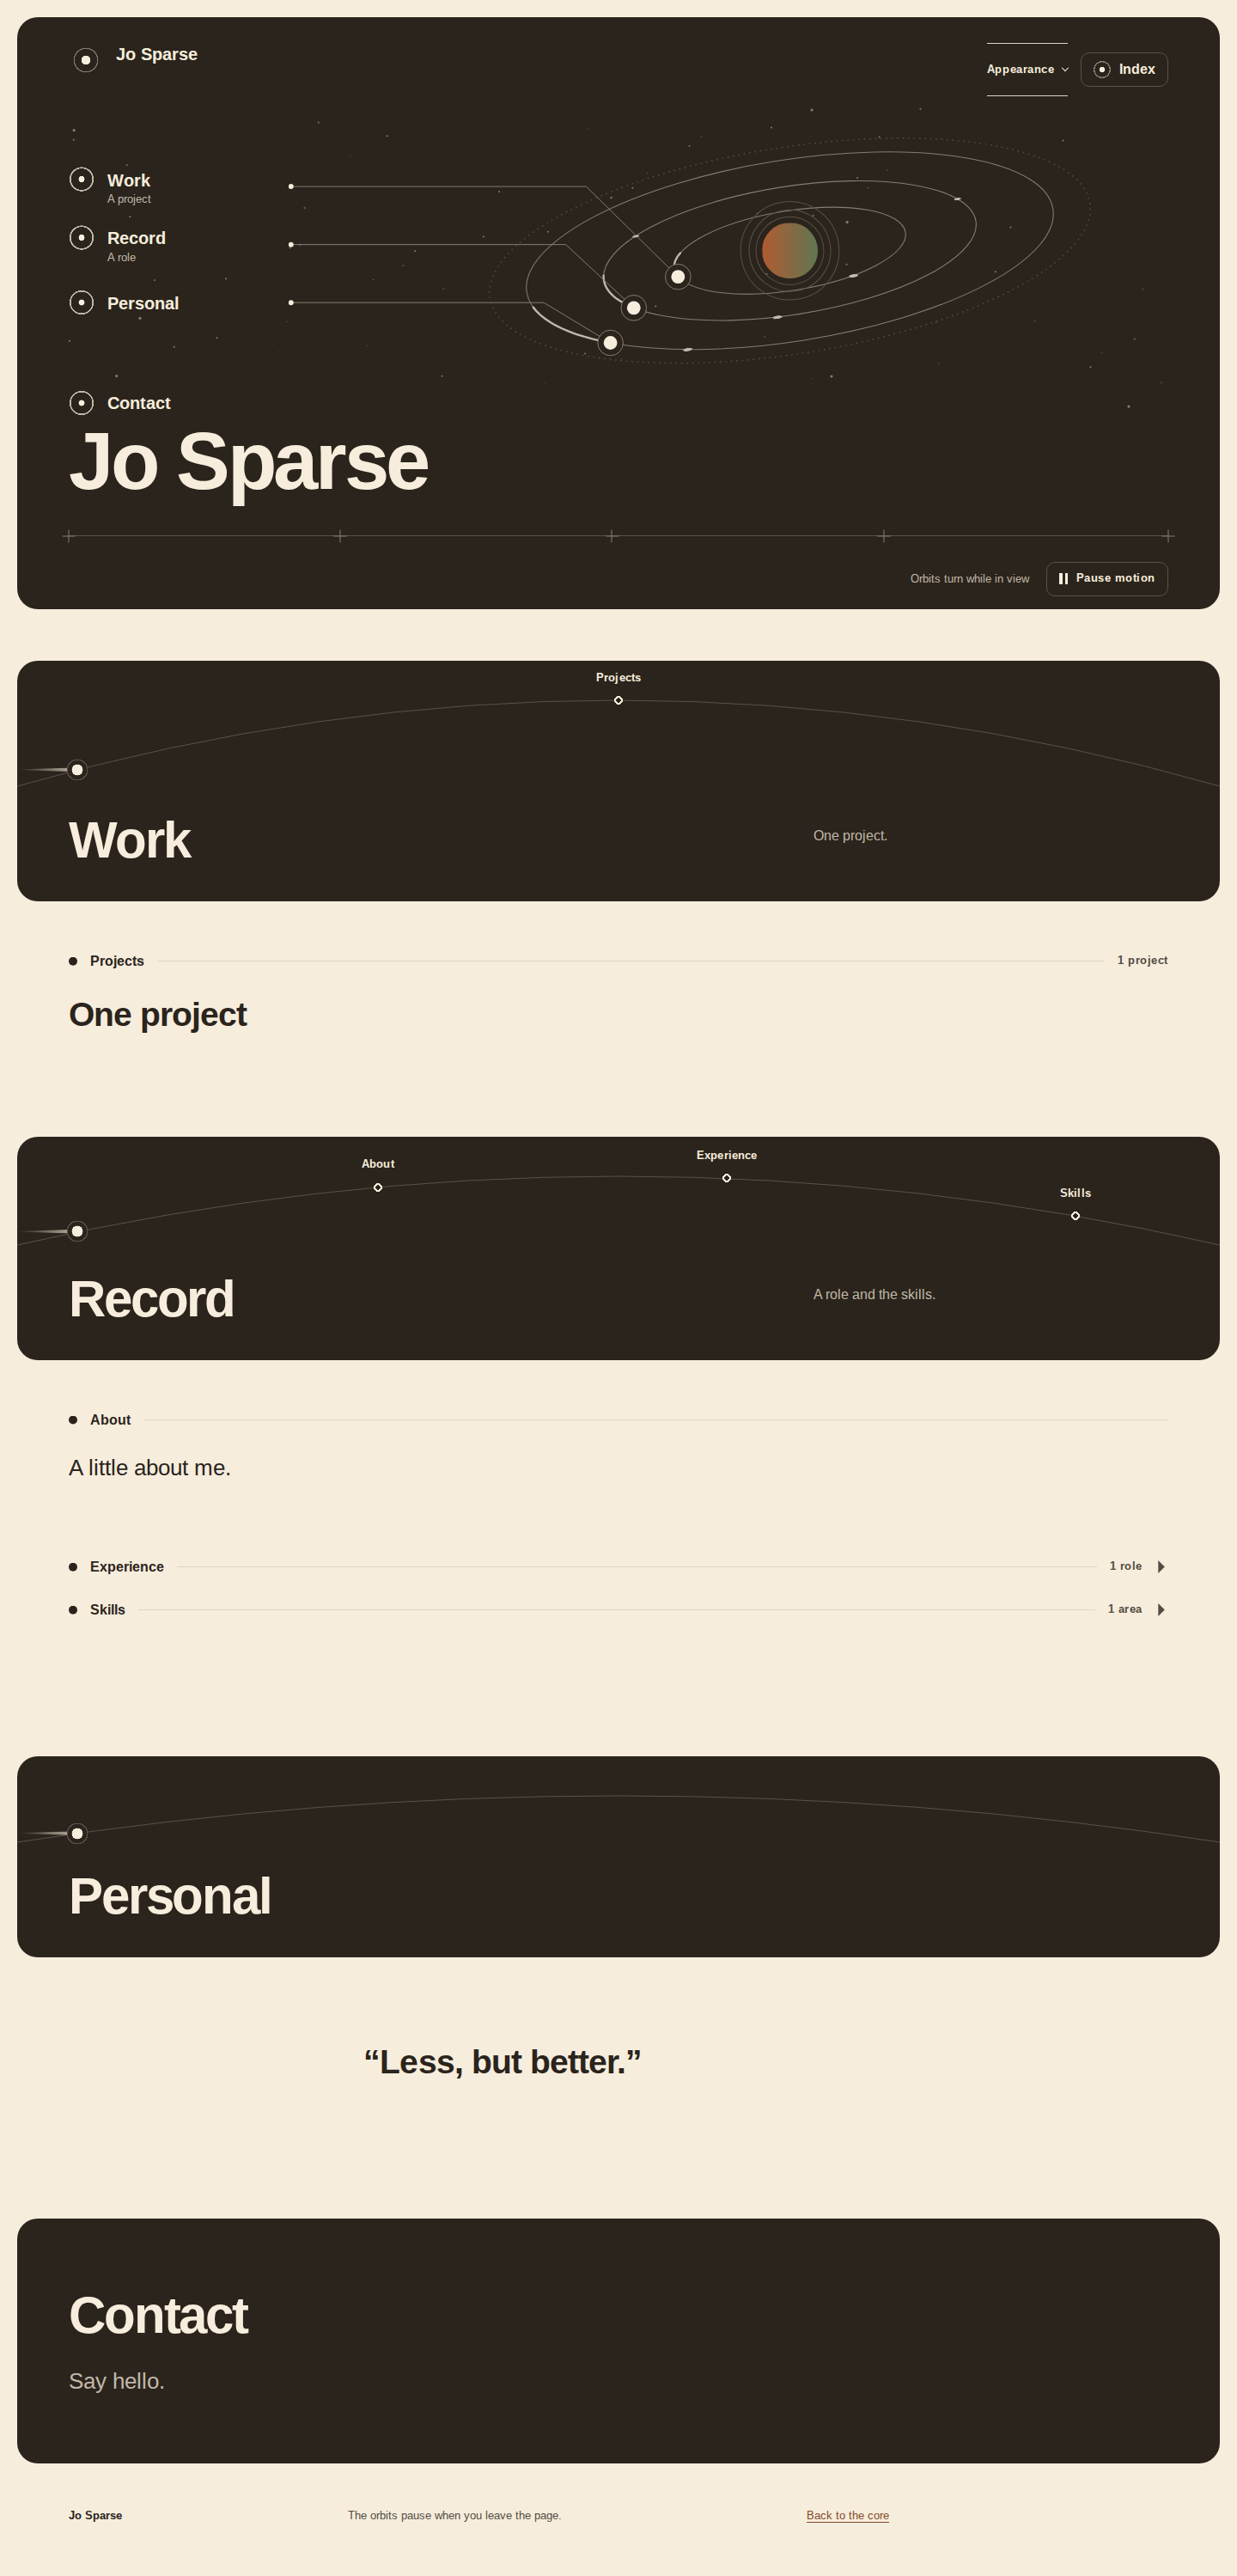 Jo Sparse
Appearance
Index
Work
A project
Record
A role
Personal
Contact
Jo Sparse
Orbits turn while in view
Pause motion
Projects
Work
One project.
Projects
1 project
One project
About
Experience
Skills
Record
A role and the skills.
About
A little about me.
Experience
1 role
Skills
1 area
Personal
“Less, but better.”
Contact
Say hello.
Jo Sparse
The orbits pause when you leave the page.
Back to the core